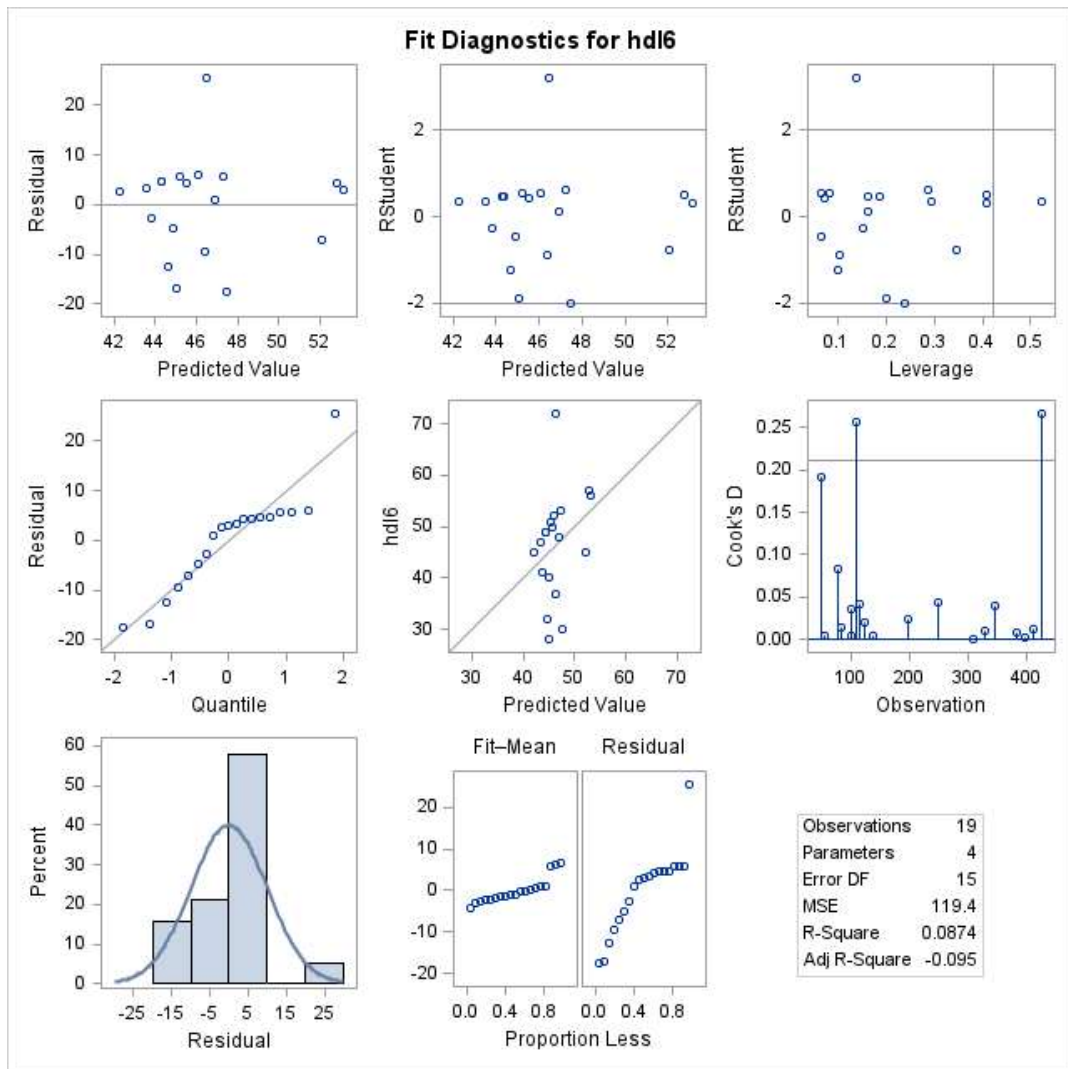 Fit Diagnostics for hdl6
Residual
20
10
0
-10
-20
42 44 46 48 50 52
Predicted Value
RStudent
2
0
-2
42 44 46 48 50 52
Predicted Value
RStudent
2
0
-2
0.1 0.2 0.3 0.4 0.5
Leverage
Residual
20
10
0
-10
-20
-2 -1 0 1 2
Quantile
hdl6
70
60
50
40
30
30 40 50 60 70
Predicted Value
Cook's D
0.25
0.20
0.15
0.10
0.05
0.00
100 200 300 400
Observation
Percent
60
50
40
30
20
10
0
-25 -15 -5 5 15 25
Residual
Fit–Mean Residual
20
10
0
-10
-20
0.0 0.4 0.8 0.0 0.4 0.8
Proportion Less
Observations 19
Parameters 4
Error DF 15
MSE 119.4
R-Square 0.0874
Adj R-Square -0.095